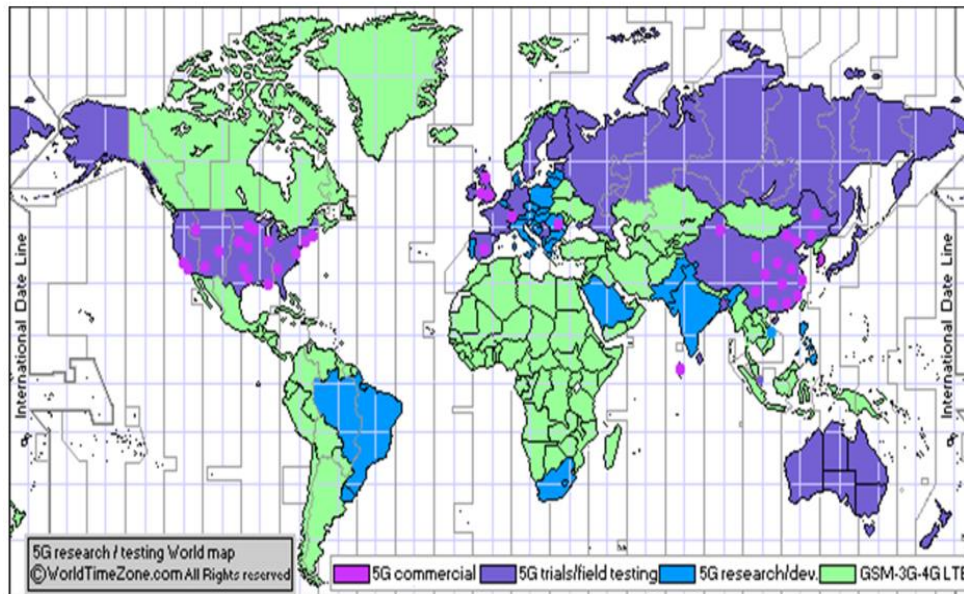 International Date Line
International Date Line
5G research / testing World map
©WorldTimeZone.com All Rights reserved
5G commercial
5G trials/field testing
5G research/dev.
GSM-3G-4G LTE